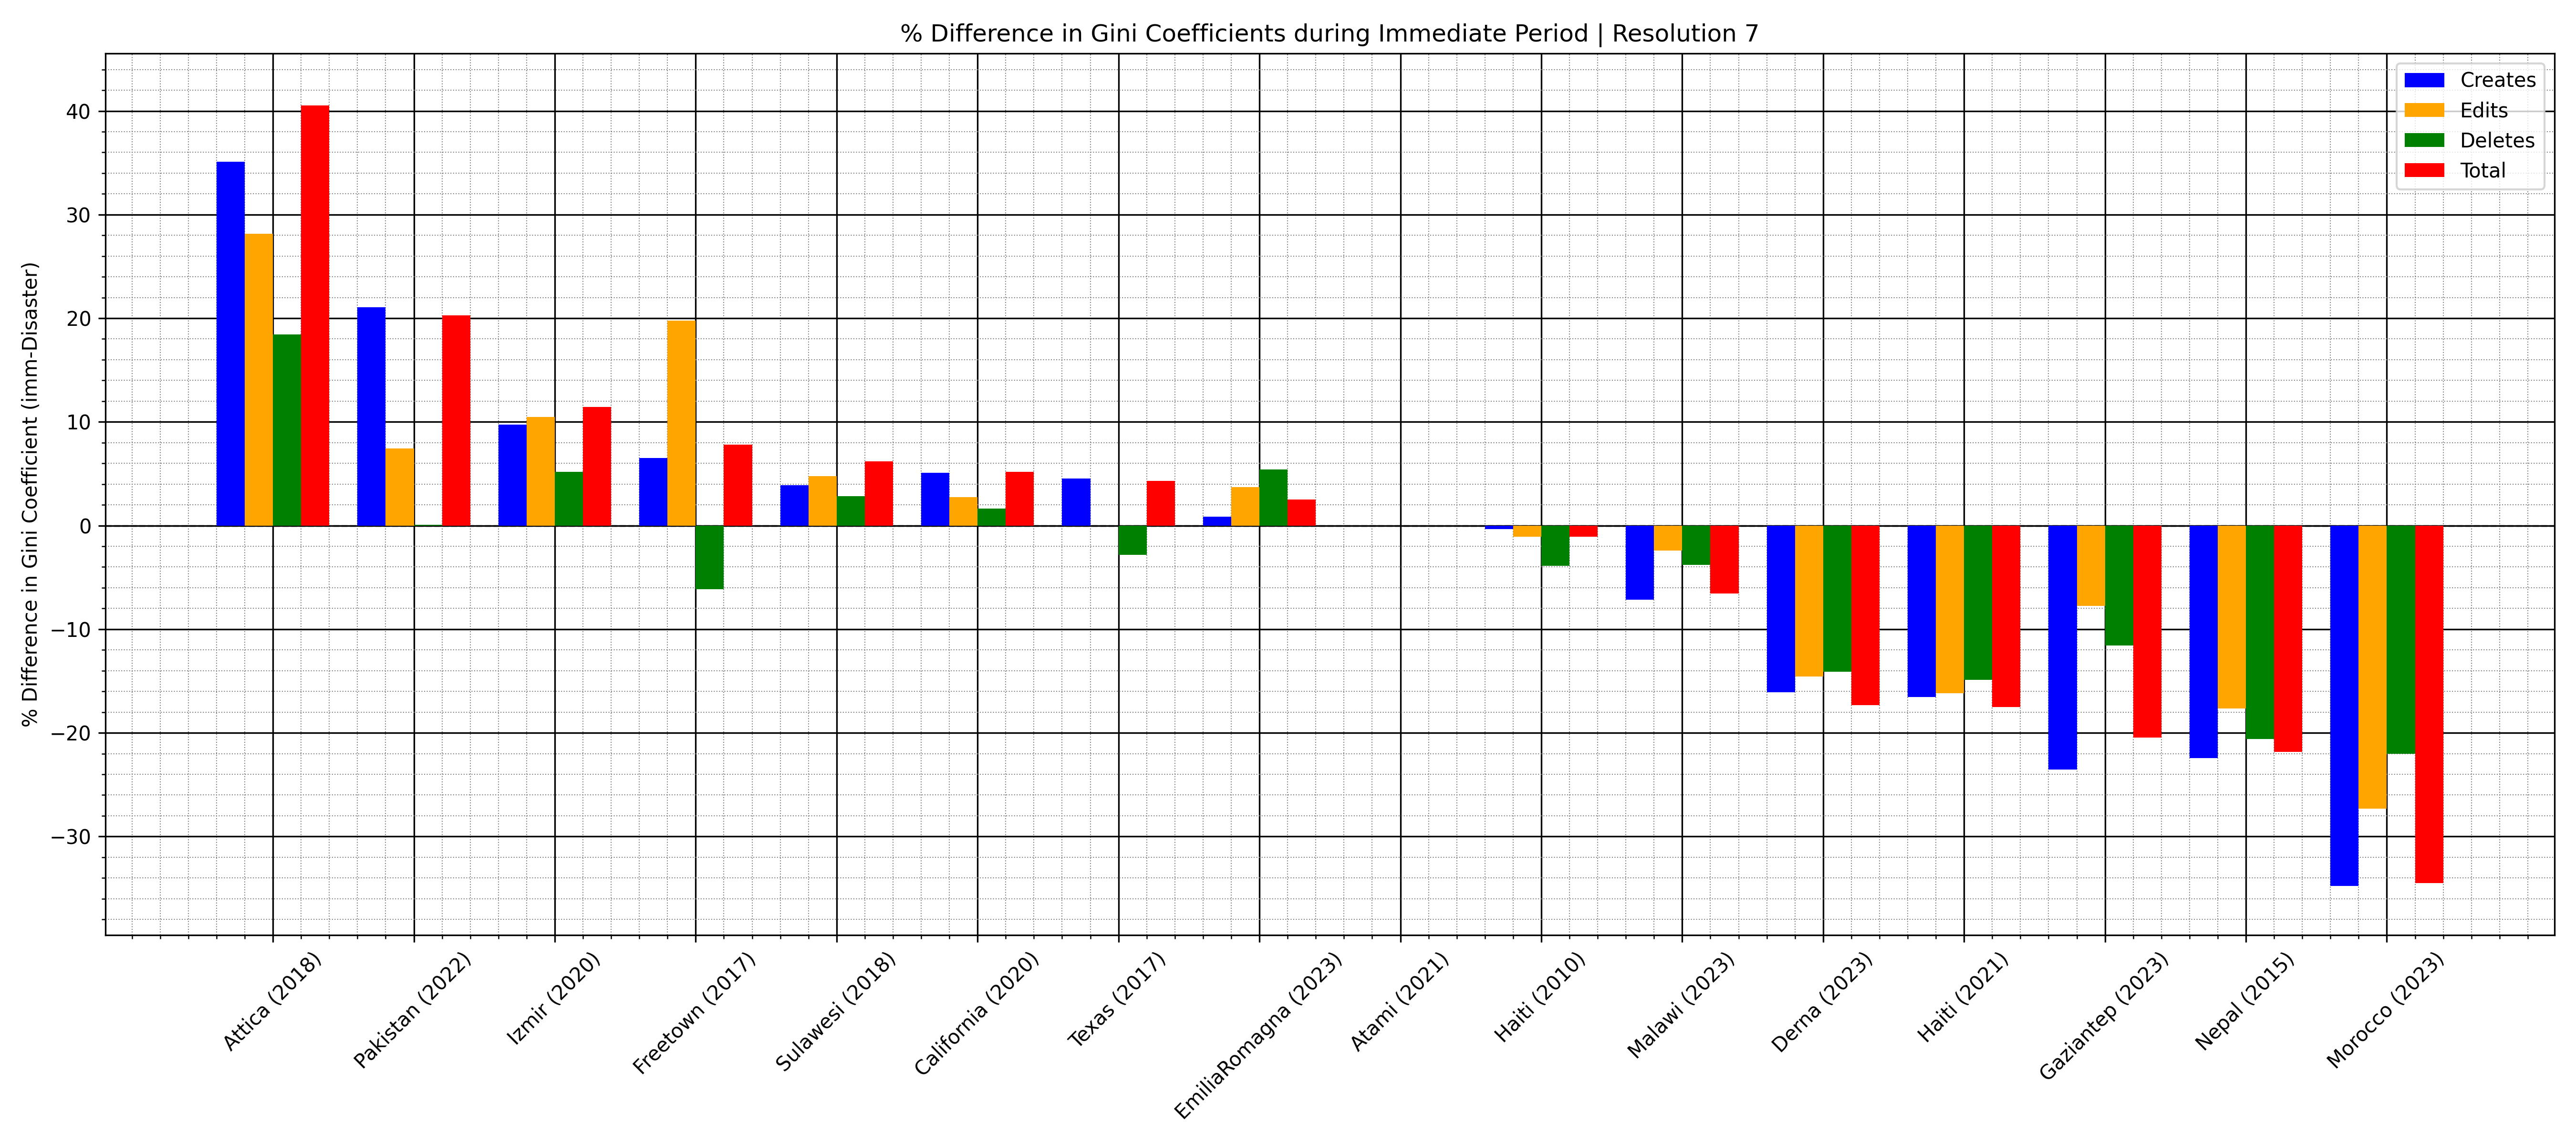 % Difference in Gini Coefficients during Immediate Period | Resolution 7
Creates
Edits
Deletes
Total
% Difference in Gini Coefficient (imm-Disaster)
40
30
20
10
0
−10
−20
−30
Attica (2018)
Pakistan (2022)
Izmir (2020)
Freetown (2017)
Sulawesi (2018)
California (2020)
Texas (2017)
EmiliaRomagna (2023)
Atami (2021)
Haiti (2010)
Malawi (2023)
Derna (2023)
Haiti (2021)
Gaziantep (2023)
Nepal (2015)
Morocco (2023)